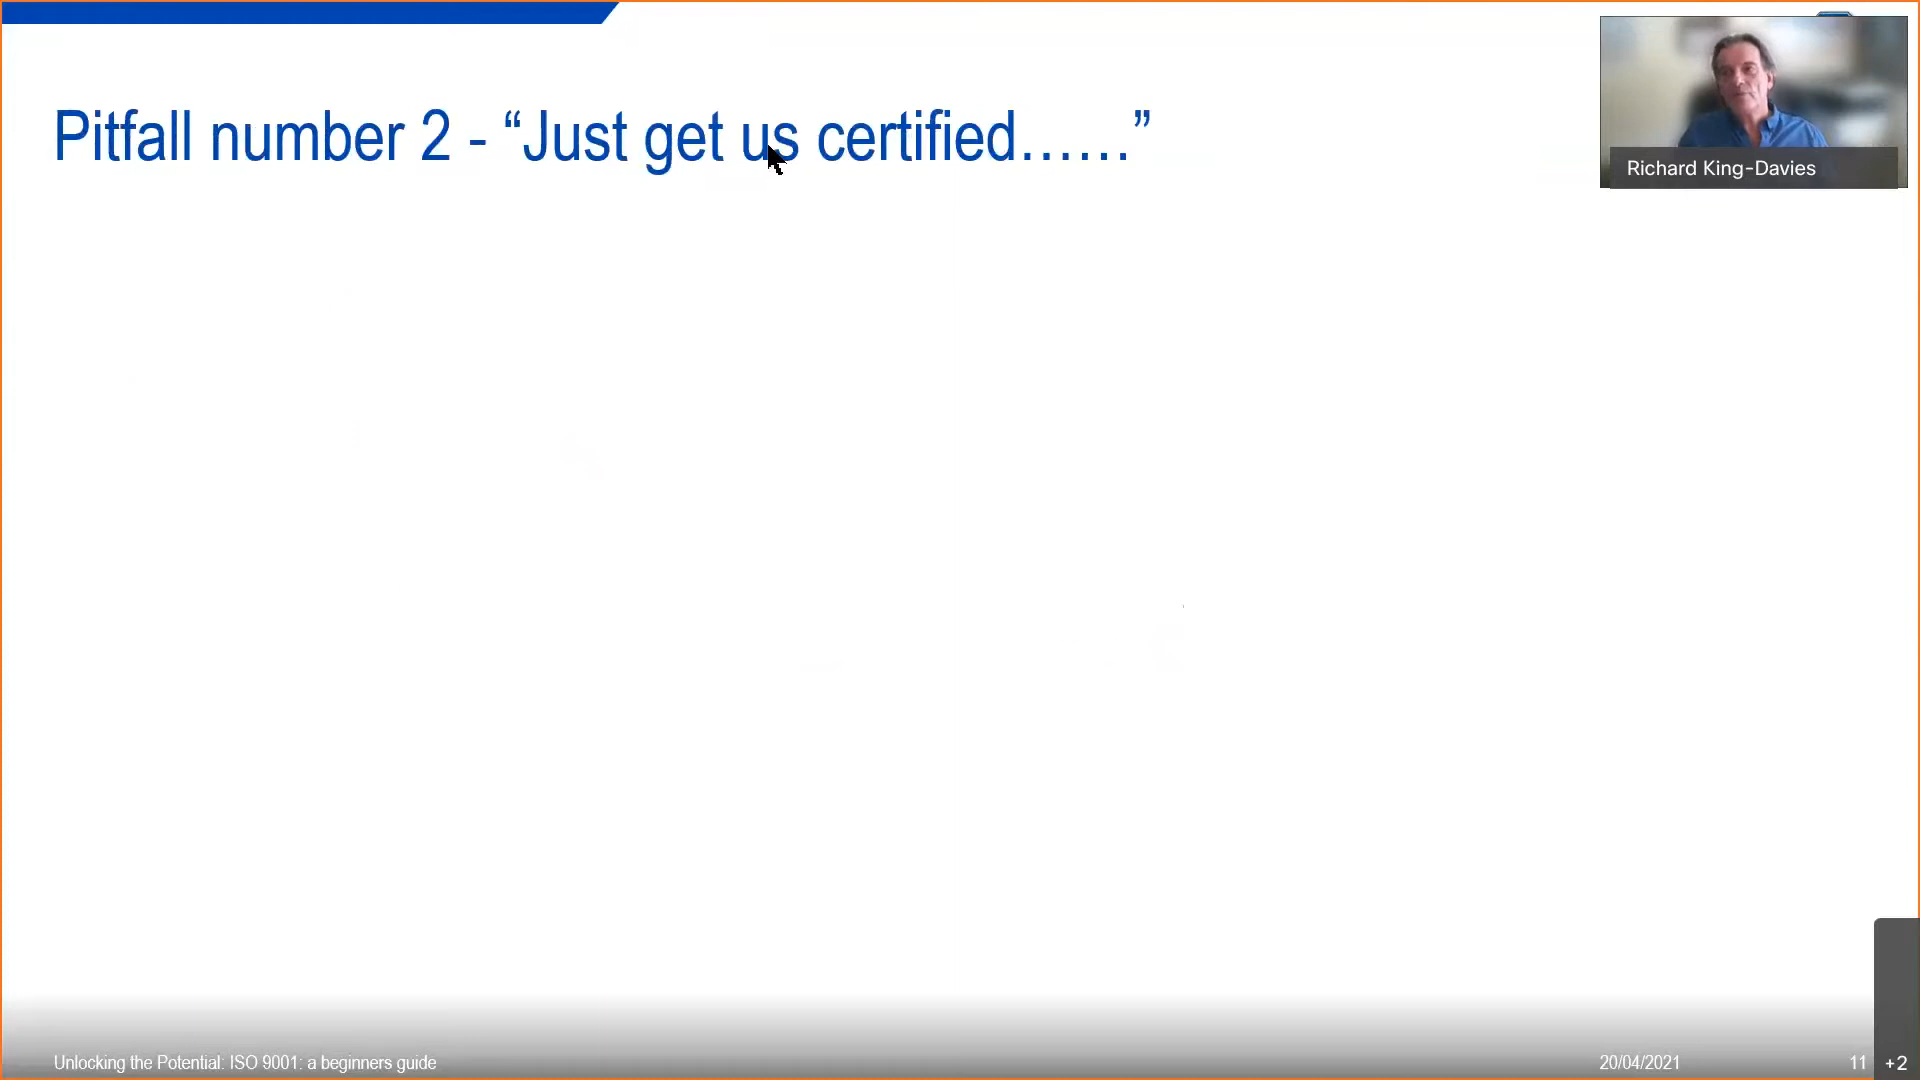 Pitfall number 2 - “Just get us certified……”
Richard King-Davies
Unlocking the Potential: ISO 9001: a beginners guide
20/04/2021
11
+2